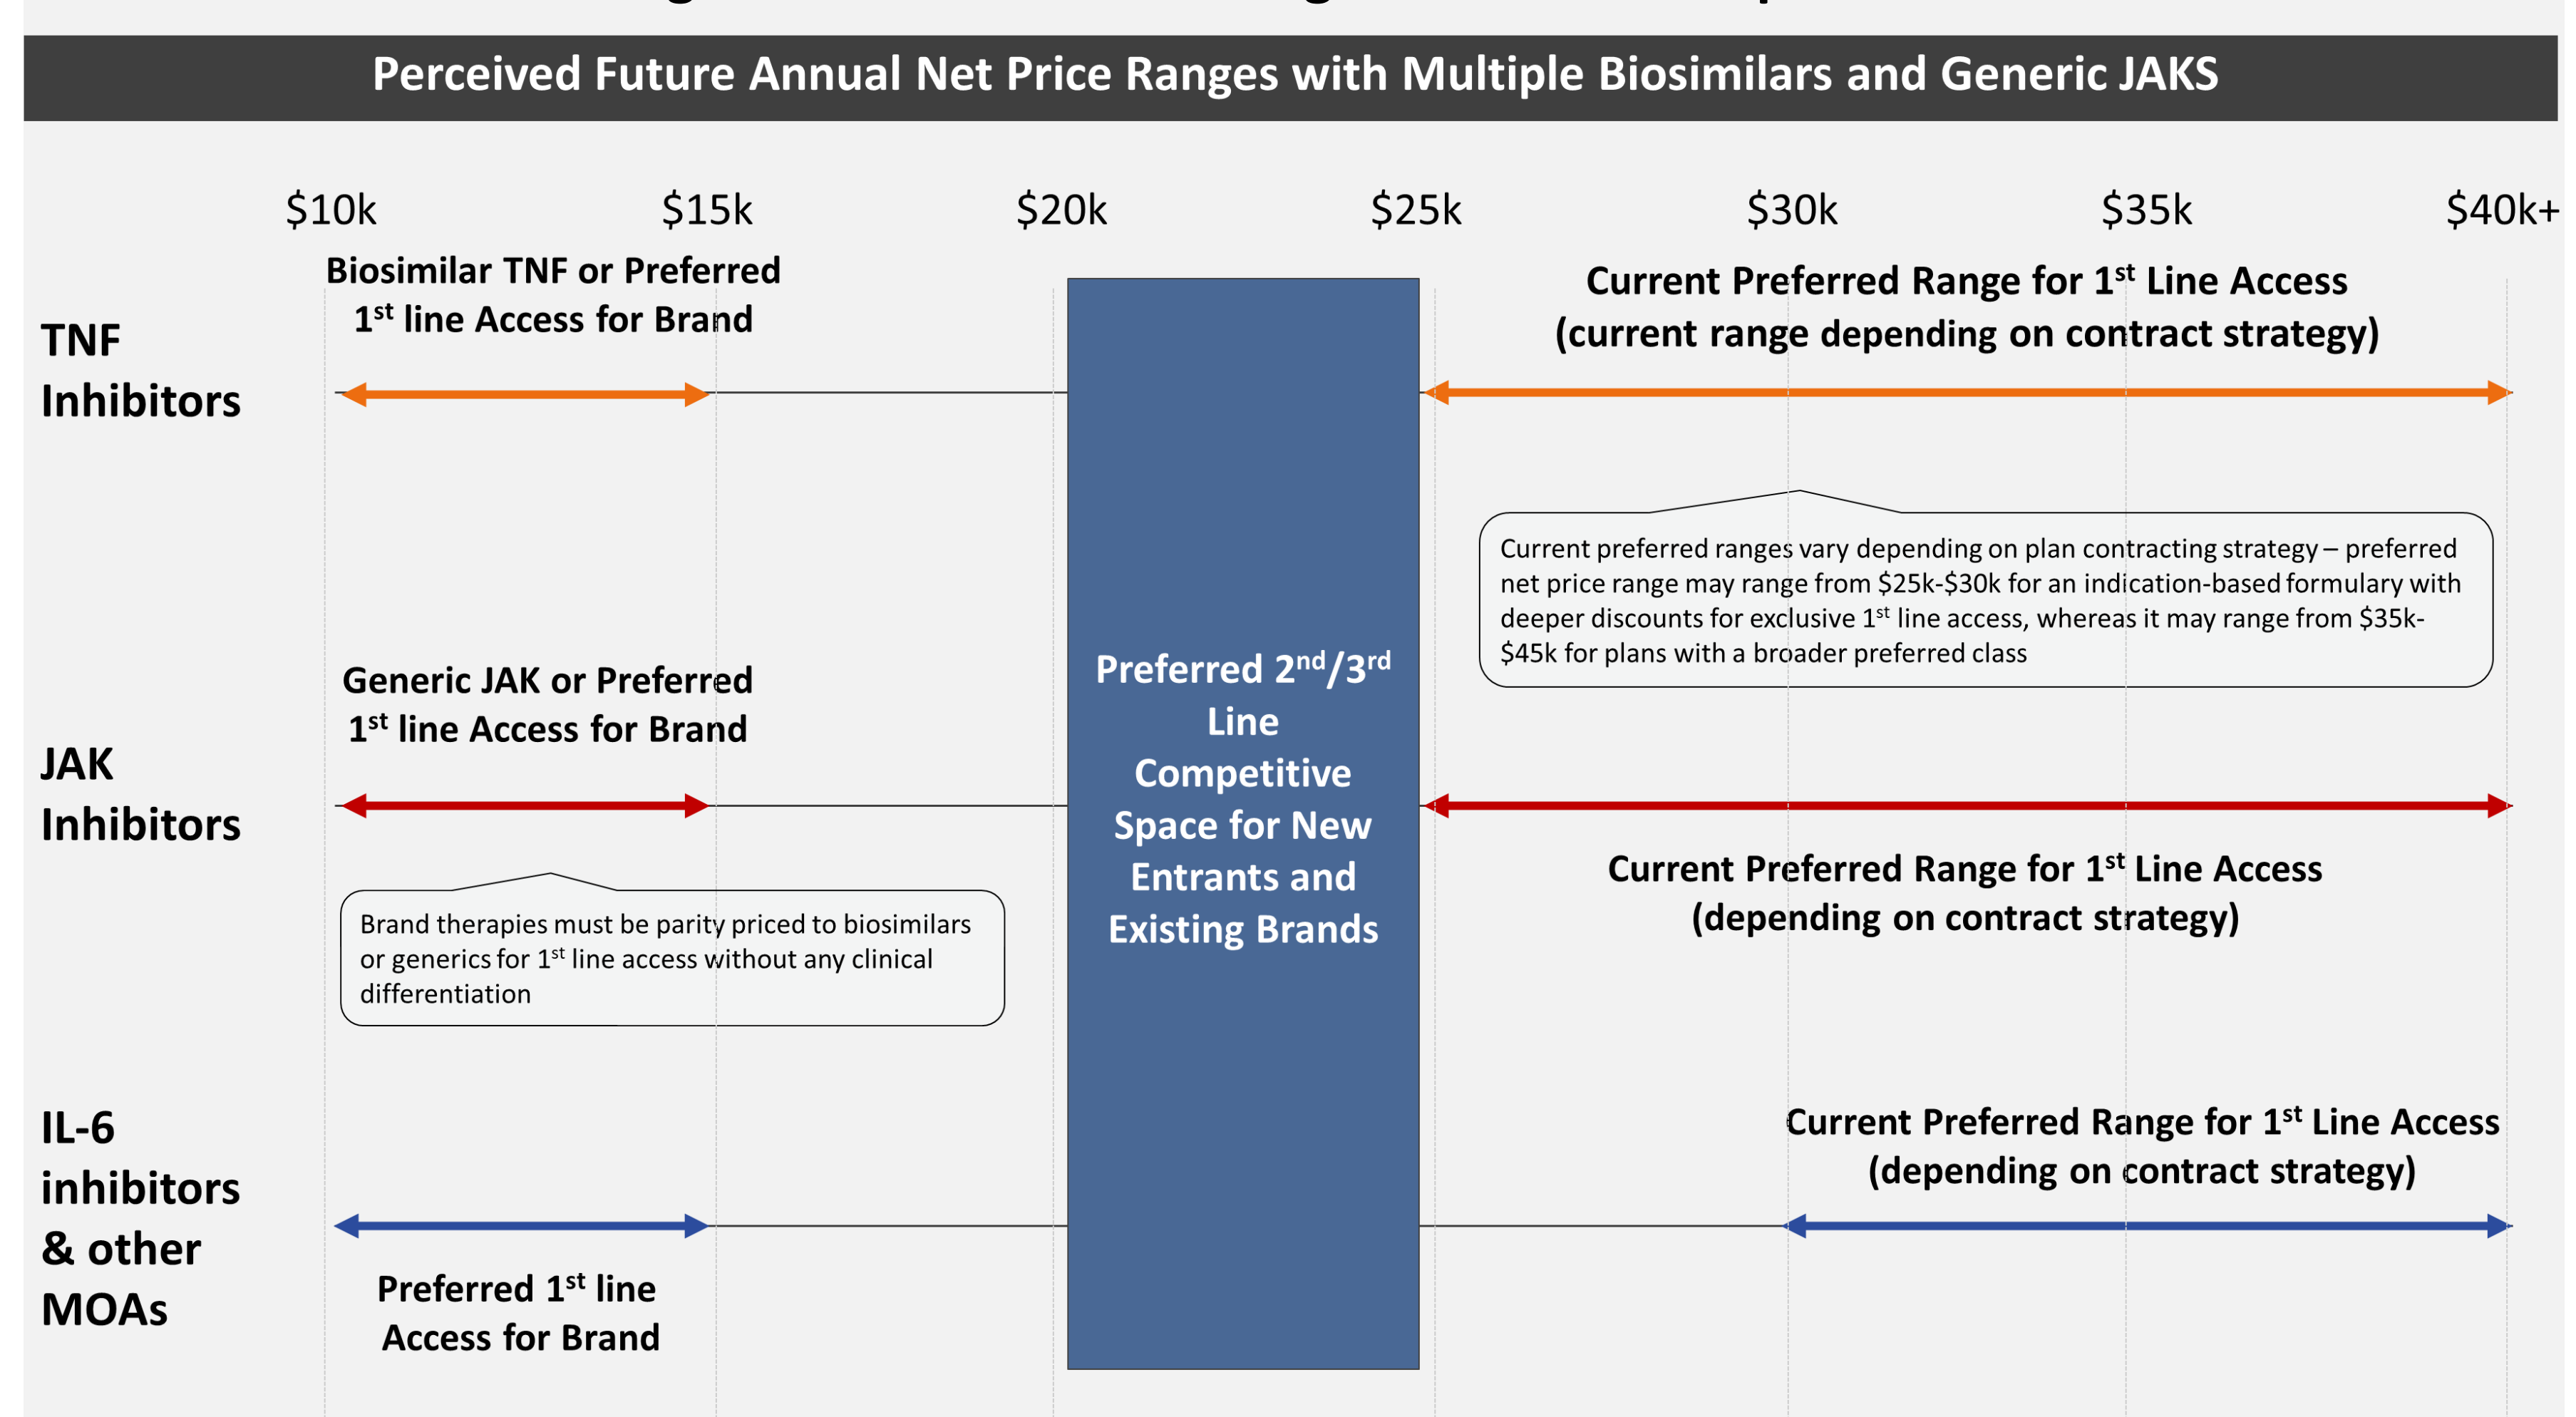 Perceived Future Annual Net Price Ranges with Multiple Biosimilars and Generic JAKS
$10k $15k $20k $25k $30k $35k $40k+
TNF
Inhibitors
Biosimilar TNF or Preferred
1st line Access for Brand
Current Preferred Range for 1st Line Access
(current range depending on contract strategy)
Current preferred ranges vary depending on plan contracting strategy – preferred
net price range may range from $25k-$30k for an indication-based formulary with
deeper discounts for exclusive 1st line access, whereas it may range from $35k-
$45k for plans with a broader preferred class
Preferred 2nd/3rd
Line
Competitive
Space for New
Entrants and
Existing Brands
JAK
Inhibitors
Generic JAK or Preferred
1st line Access for Brand
Brand therapies must be parity priced to biosimilars
or generics for 1st line access without any clinical
differentiation
Current Preferred Range for 1st Line Access
(depending on contract strategy)
IL-6
inhibitors
& other
MOAs
Preferred 1st line
Access for Brand
Current Preferred Range for 1st Line Access
(depending on contract strategy)